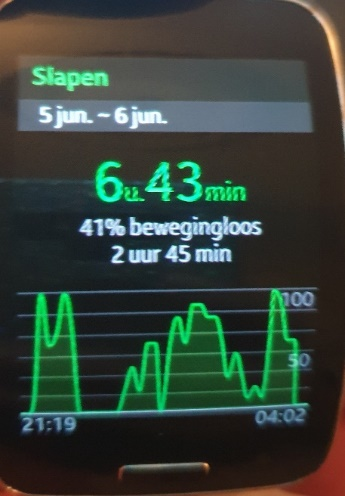 Slapen
5 jun. ~ 6 jun.
6u.43min
41% bewegingloos
2 uur 45 min
100
50
21:19 04:02